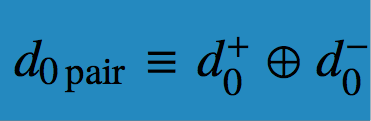 d₀ pair ≡ d₀⁺ ⊕ d₀⁻